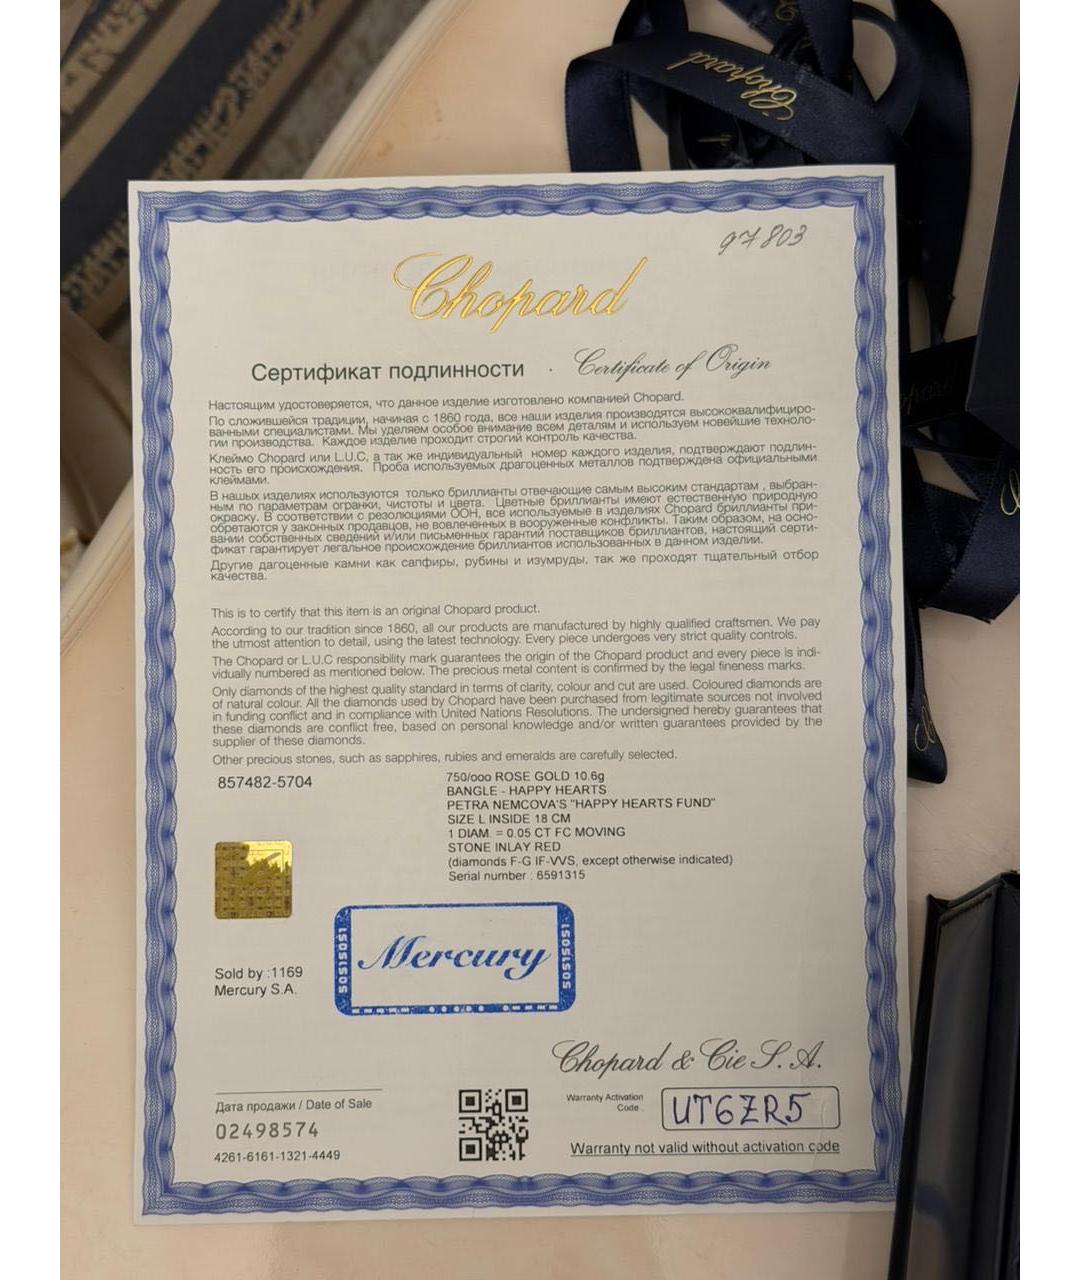 Chopard
97803
Chopard
Сертификат подлинности · Certificate of Origin
Настоящим удостоверяется, что данное изделие изготовлено компанией Chopard.
По сложившейся традиции, начиная с 1860 года, все наши изделия производятся высококвалифициро-
ванными специалистами. Мы уделяем особое внимание всем деталям и используем новейшие техноло-
гии производства. Каждое изделие проходит строгий контроль качества.
Клеймо Chopard или L.U.C, а так же индивидуальный номер каждого изделия, подтверждают подлин-
ность его происхождения. Проба используемых драгоценных металлов подтверждена официальными
клеймами.
В наших изделиях используются только бриллианты отвечающие самым высоким стандартам , выбран-
ным по параметрам огранки, чистоты и цвета. Цветные бриллианты имеют естественную природную
окраску. В соответствии с резолюциями ООН, все используемые в изделиях Chopard бриллианты при-
обретаются у законных продавцов, не вовлеченных в вооруженные конфликты. Таким образом, на осно-
вании собственных сведений и/или письменных гарантий поставщиков бриллиантов, настоящий серти-
фикат гарантирует легальное происхождение бриллиантов использованных в данном изделии.
Другие дагоценные камни как сапфиры, рубины и изумруды, так же проходят тщательный отбор
качества.
This is to certify that this item is an original Chopard product.
According to our tradition since 1860, all our products are manufactured by highly qualified craftsmen. We pay
the utmost attention to detail, using the latest technology. Every piece undergoes very strict quality controls.
The Chopard or L.U.C responsibility mark guarantees the origin of the Chopard product and every piece is indi-
vidually numbered as mentioned below. The precious metal content is confirmed by the legal fineness marks.
Only diamonds of the highest quality standard in terms of clarity, colour and cut are used. Coloured diamonds are
of natural colour. All the diamonds used by Chopard have been purchased from legitimate sources not involved
in funding conflict and in compliance with United Nations Resolutions. The undersigned hereby guarantees that
these diamonds are conflict free, based on personal knowledge and/or written guarantees provided by the
supplier of these diamonds.
Other precious stones, such as sapphires, rubies and emeralds are carefully selected.
857482-5704
750/ooo ROSE GOLD 10.6g
BANGLE - HAPPY HEARTS
PETRA NEMCOVA'S "HAPPY HEARTS FUND"
SIZE L INSIDE 18 CM
1 DIAM. = 0.05 CT FC MOVING
STONE INLAY RED
(diamonds F-G IF-VVS, except otherwise indicated)
Serial number : 6591315
Mercury
Sold by :1169
Mercury S.A.
Chopard & Cie S.A.
Дата продажи / Date of Sale
02498574
4261-6161-1321-4449
Warranty Activation
Code .
UT6ZR5
Warranty not valid without activation code